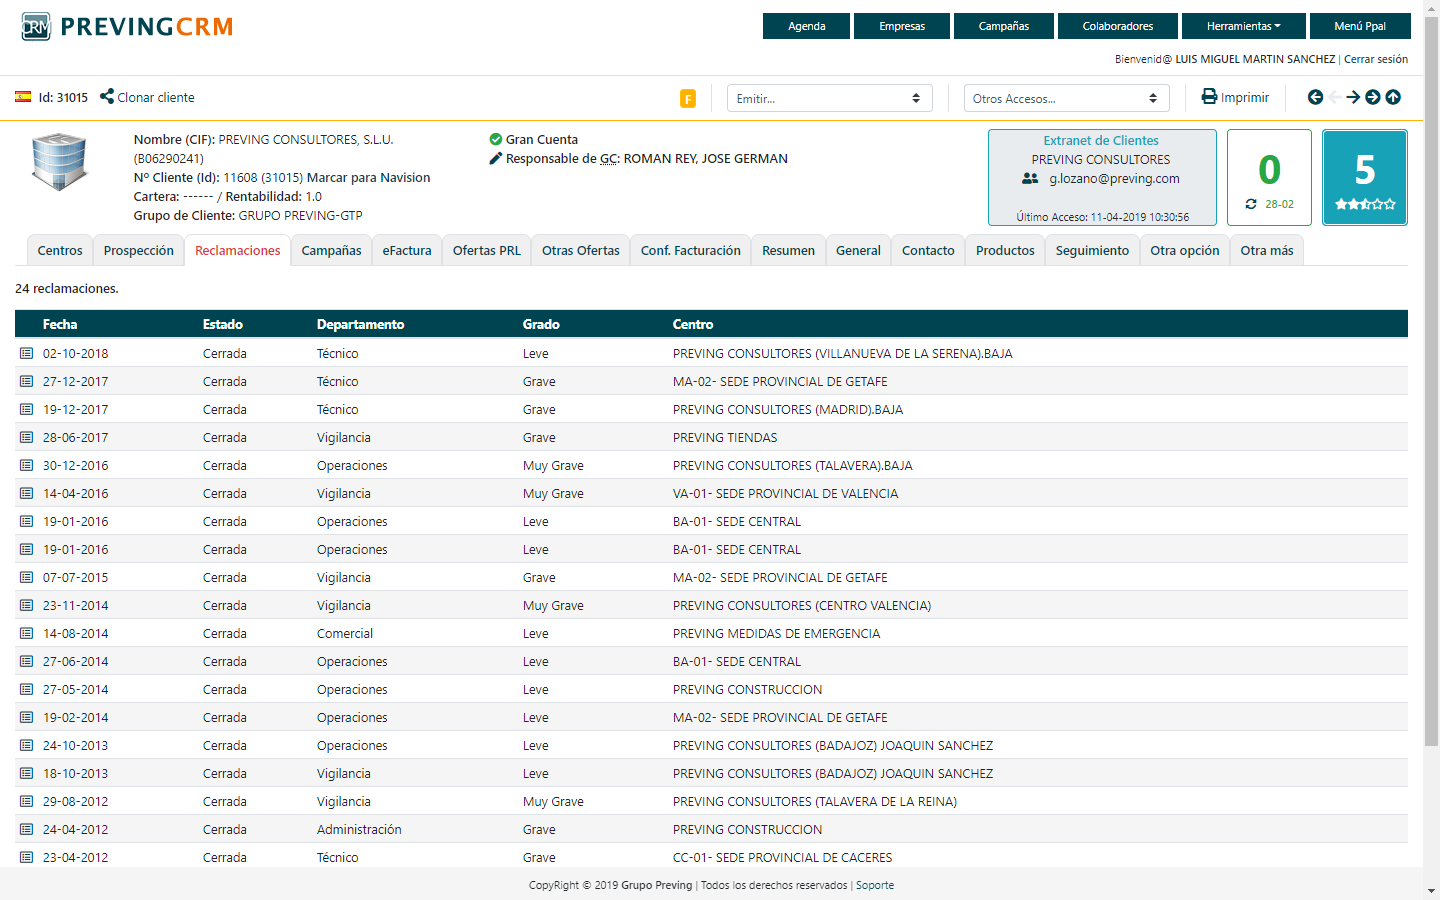 CRM PREVINGCRM
Agenda Empresas Campañas Colaboradores Herramientas Menú Ppal
Bienvenid@ LUIS MIGUEL MARTIN SANCHEZ | Cerrar sesión
Id: 31015 Clonar cliente F Emitir... Otros Accesos... Imprimir
Nombre (CIF): PREVING CONSULTORES, S.L.U.
(B06290241)
Nº Cliente (Id): 11608 (31015) Marcar para Navision
Cartera: ------ / Rentabilidad: 1.0
Grupo de Cliente: GRUPO PREVING-GTP
Gran Cuenta
Responsable de GC: ROMAN REY, JOSE GERMAN
Extranet de Clientes
PREVING CONSULTORES
g.lozano@preving.com
Último Acceso: 11-04-2019 10:30:56
0
28-02
5
Centros Prospección Reclamaciones Campañas eFactura Ofertas PRL Otras Ofertas Conf. Facturación Resumen General Contacto Productos Seguimiento Otra opción Otra más
24 reclamaciones.
Fecha Estado Departamento Grado Centro
02-10-2018 Cerrada Técnico Leve PREVING CONSULTORES (VILLANUEVA DE LA SERENA).BAJA
27-12-2017 Cerrada Técnico Grave MA-02- SEDE PROVINCIAL DE GETAFE
19-12-2017 Cerrada Técnico Grave PREVING CONSULTORES (MADRID).BAJA
28-06-2017 Cerrada Vigilancia Grave PREVING TIENDAS
30-12-2016 Cerrada Operaciones Muy Grave PREVING CONSULTORES (TALAVERA).BAJA
14-04-2016 Cerrada Vigilancia Muy Grave VA-01- SEDE PROVINCIAL DE VALENCIA
19-01-2016 Cerrada Operaciones Leve BA-01- SEDE CENTRAL
19-01-2016 Cerrada Operaciones Leve BA-01- SEDE CENTRAL
07-07-2015 Cerrada Vigilancia Grave MA-02- SEDE PROVINCIAL DE GETAFE
23-11-2014 Cerrada Vigilancia Muy Grave PREVING CONSULTORES (CENTRO VALENCIA)
14-08-2014 Cerrada Comercial Leve PREVING MEDIDAS DE EMERGENCIA
27-06-2014 Cerrada Operaciones Leve BA-01- SEDE CENTRAL
27-05-2014 Cerrada Operaciones Leve PREVING CONSTRUCCION
19-02-2014 Cerrada Operaciones Leve MA-02- SEDE PROVINCIAL DE GETAFE
24-10-2013 Cerrada Operaciones Leve PREVING CONSULTORES (BADAJOZ) JOAQUIN SANCHEZ
18-10-2013 Cerrada Vigilancia Leve PREVING CONSULTORES (BADAJOZ) JOAQUIN SANCHEZ
29-08-2012 Cerrada Vigilancia Muy Grave PREVING CONSULTORES (TALAVERA DE LA REINA)
24-04-2012 Cerrada Administración Grave PREVING CONSTRUCCION
23-04-2012 Cerrada Técnico Grave CC-01- SEDE PROVINCIAL DE CACERES
CopyRight © 2019 Grupo Preving | Todos los derechos reservados | Soporte